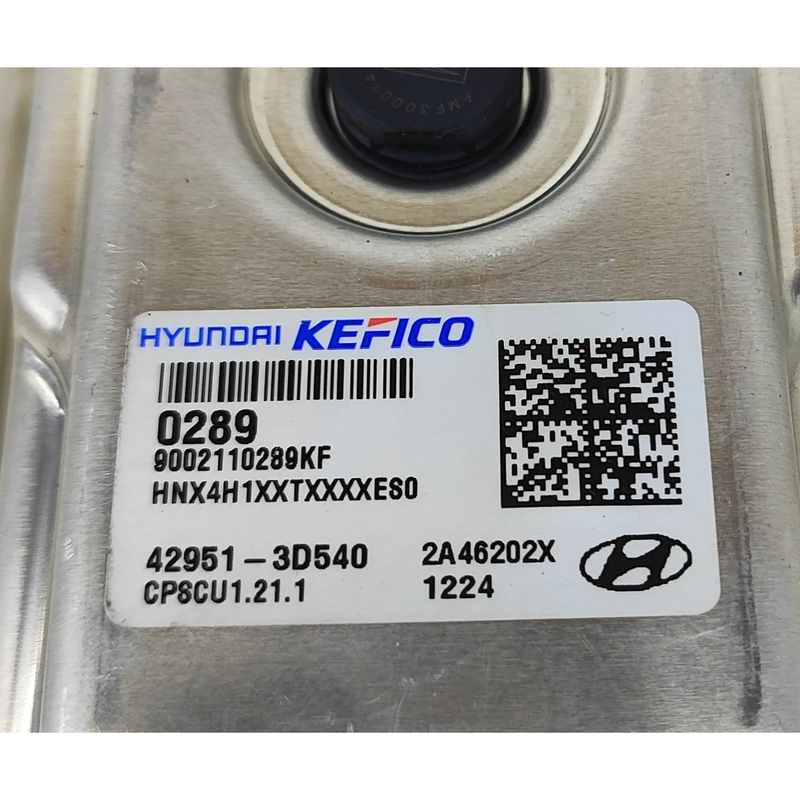 AMF300074
HYUNDAI KEFICO
0289
9002110289KF
HNX4H1XXTXXXXES0
42951-3D540 2A46202X
CP8CU1.21.1 1224